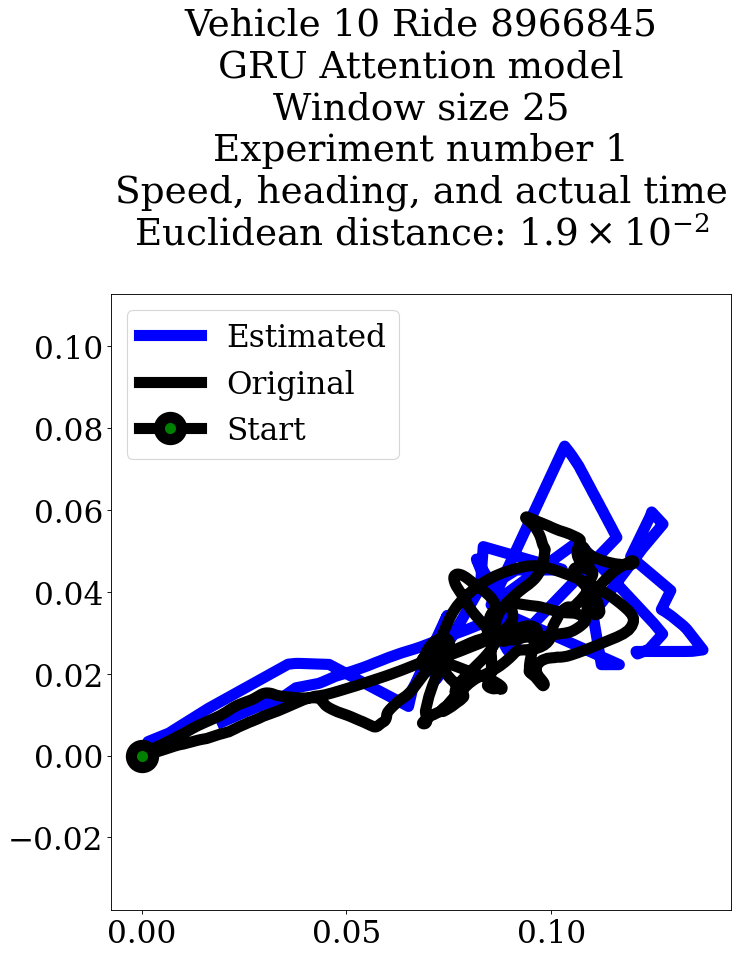 Vehicle 10 Ride 8966845
GRU Attention model
Window size 25
Experiment number 1
Speed, heading, and actual time
Euclidean distance: 1.9 × 10⁻²
Estimated
Original
Start
0.10
0.08
0.06
0.04
0.02
0.00
−0.02
0.00 0.05 0.10